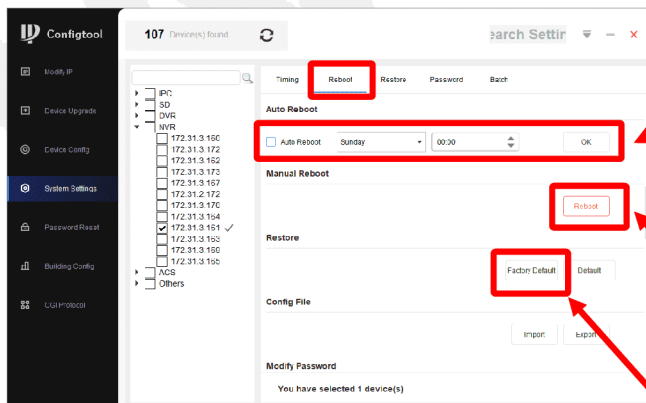 Configtool
107 Device(s) found
Search Settin
Modify IP
Device Upgrade
Device Config
System Settings
Password Reset
Building Config
CGI Protocol
IPC
SD
DVR
NVR
172.31.3.160
172.31.3.172
172.31.3.162
172.31.3.173
172.31.3.167
172.31.2.172
172.31.3.170
172.31.3.164
172.31.3.161
172.31.3.163
172.31.3.169
172.31.3.165
ACS
Others
Timing Reboot Restore Password Batch
Auto Reboot
Auto Reboot Sunday 00:00 OK
Manual Reboot
Reboot
Restore
Factory Default Default
Config File
Import Export
Modify Password
You have selected 1 device(s)